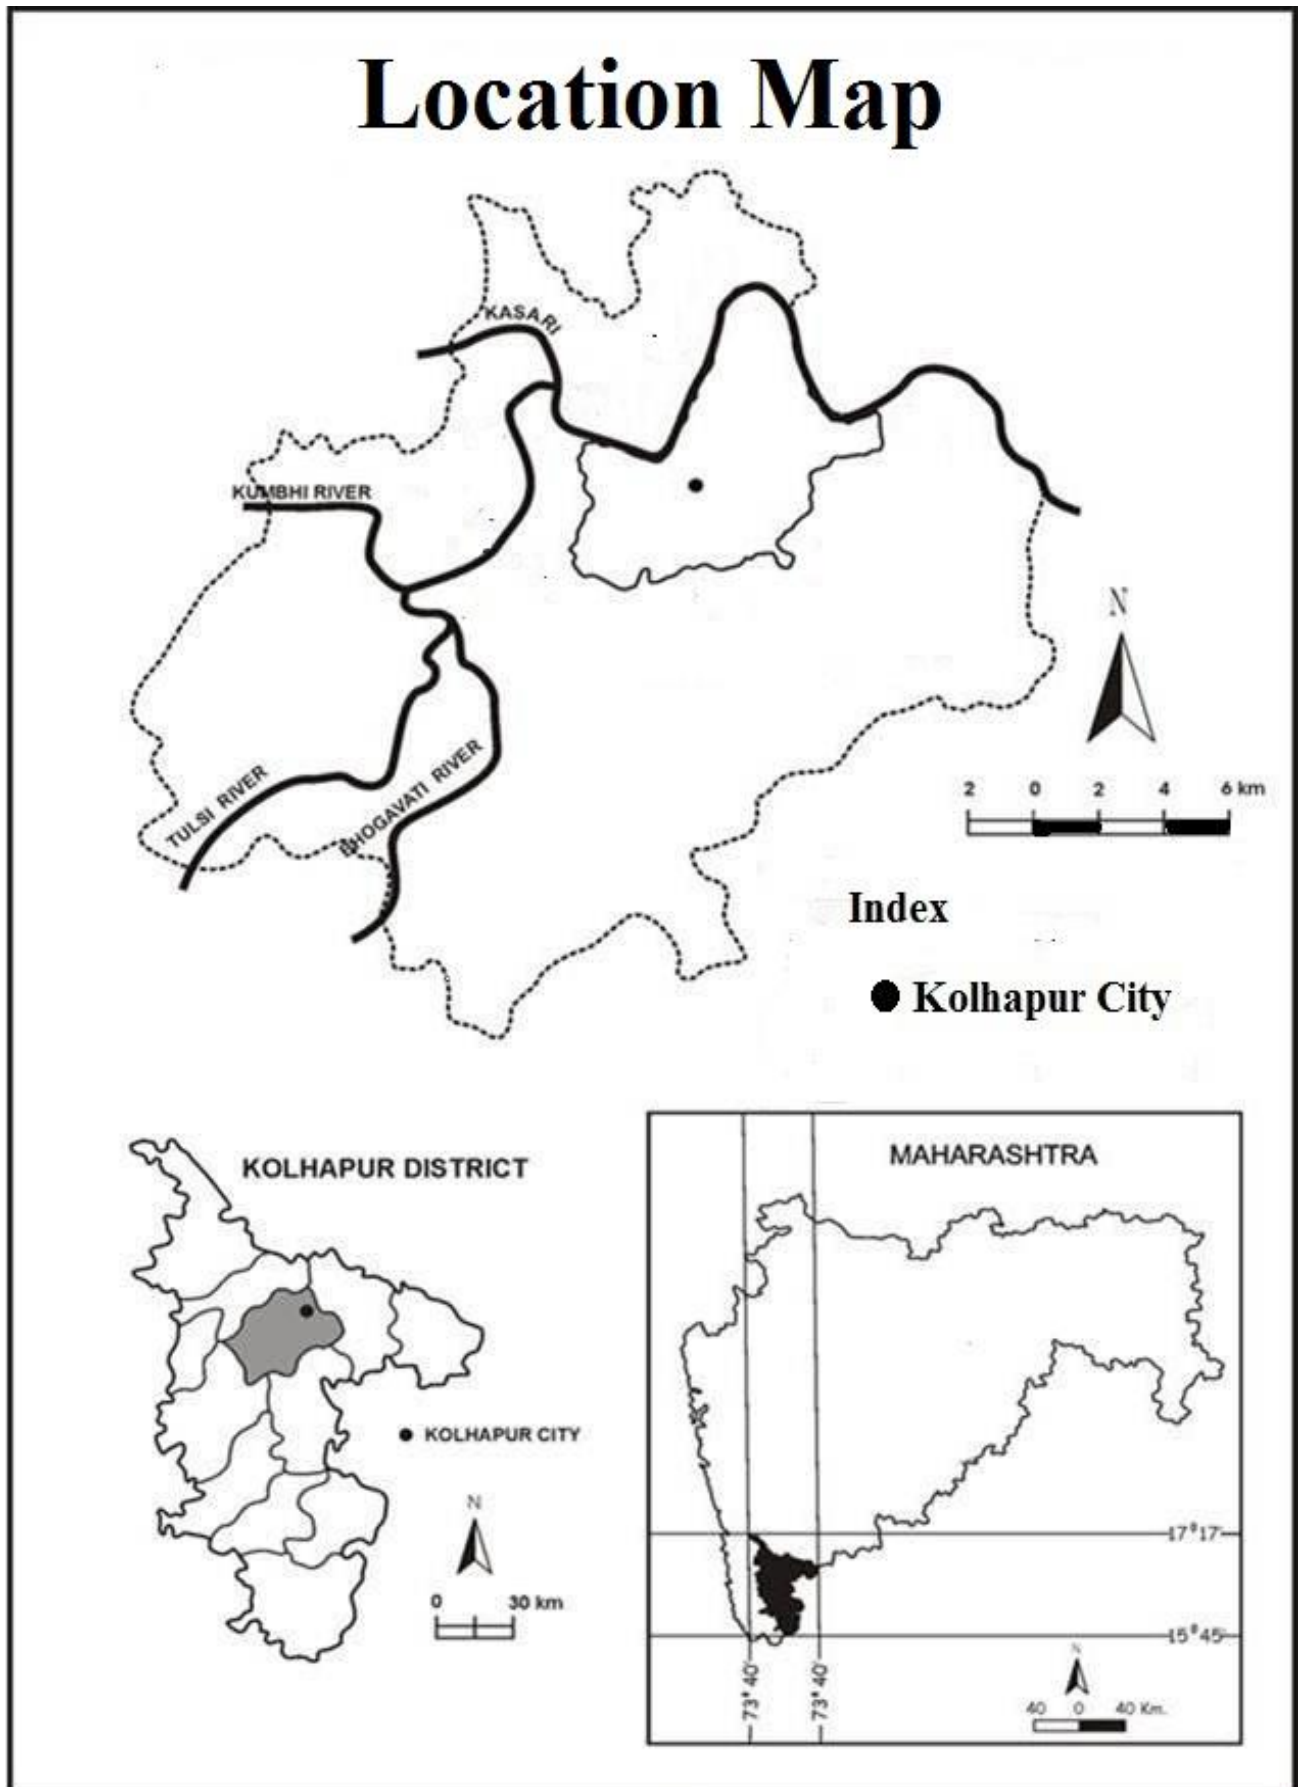 Location Map
KASARI
KUMBHI RIVER
TULSI RIVER
BHOGAVATI RIVER
N
2 0 2 4 6 km
Index
Kolhapur City
KOLHAPUR DISTRICT
KOLHAPUR CITY
N
0 30 km
MAHARASHTRA
17°17'
15°45'
73° 40'
73° 40'
N
40 0 40 Km.